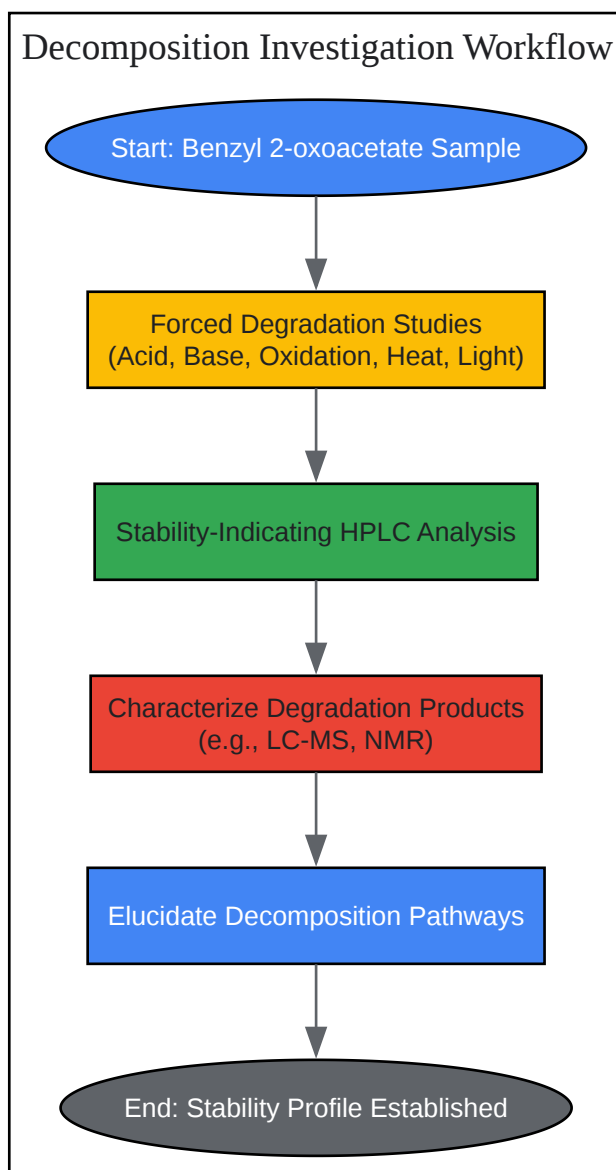 Decomposition Investigation Workflow
Start: Benzyl 2-oxoacetate Sample
Forced Degradation Studies
(Acid, Base, Oxidation, Heat, Light)
Stability-Indicating HPLC Analysis
Characterize Degradation Products
(e.g., LC-MS, NMR)
Elucidate Decomposition Pathways
End: Stability Profile Established